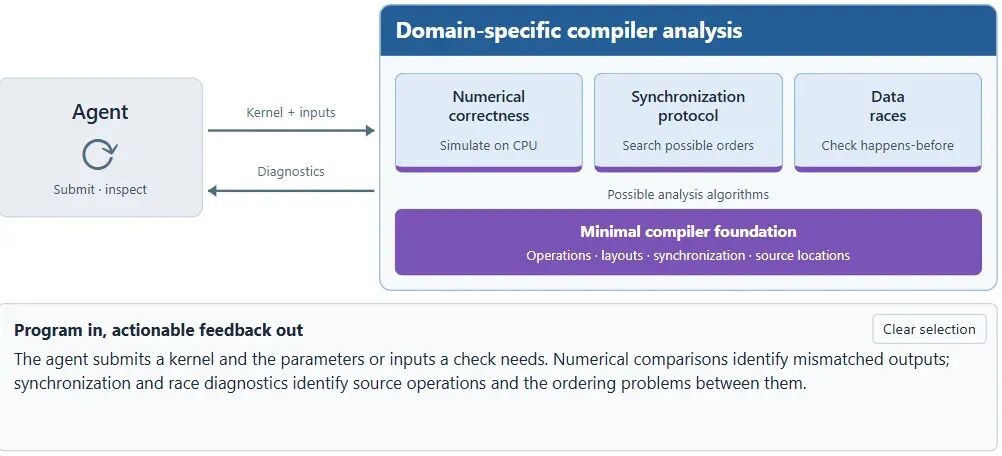 Domain-specific compiler analysis
Agent
Submit · inspect
Kernel + inputs
Diagnostics
Numerical
correctness
Simulate on CPU
Synchronization
protocol
Search possible orders
Data
races
Check happens-before
Possible analysis algorithms
Minimal compiler foundation
Operations · layouts · synchronization · source locations
Program in, actionable feedback out
Clear selection
The agent submits a kernel and the parameters or inputs a check needs. Numerical comparisons identify mismatched outputs;
synchronization and race diagnostics identify source operations and the ordering problems between them.